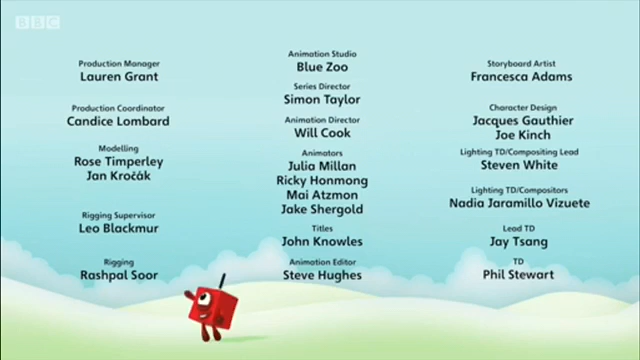 BBC
Production Manager
Lauren Grant
Production Coordinator
Candice Lombard
Modelling
Rose Timperley
Jan Kročák
Rigging Supervisor
Leo Blackmur
Rigging
Rashpal Soor
Animation Studio
Blue Zoo
Series Director
Simon Taylor
Animation Director
Will Cook
Animators
Julia Millan
Ricky Honmong
Mai Atzmon
Jake Shergold
Titles
John Knowles
Animation Editor
Steve Hughes
Storyboard Artist
Francesca Adams
Character Design
Jacques Gauthier
Joe Kinch
Lighting TD/Compositing Lead
Steven White
Lighting TD/Compositors
Nadia Jaramillo Vizuete
Lead TD
Jay Tsang
TD
Phil Stewart